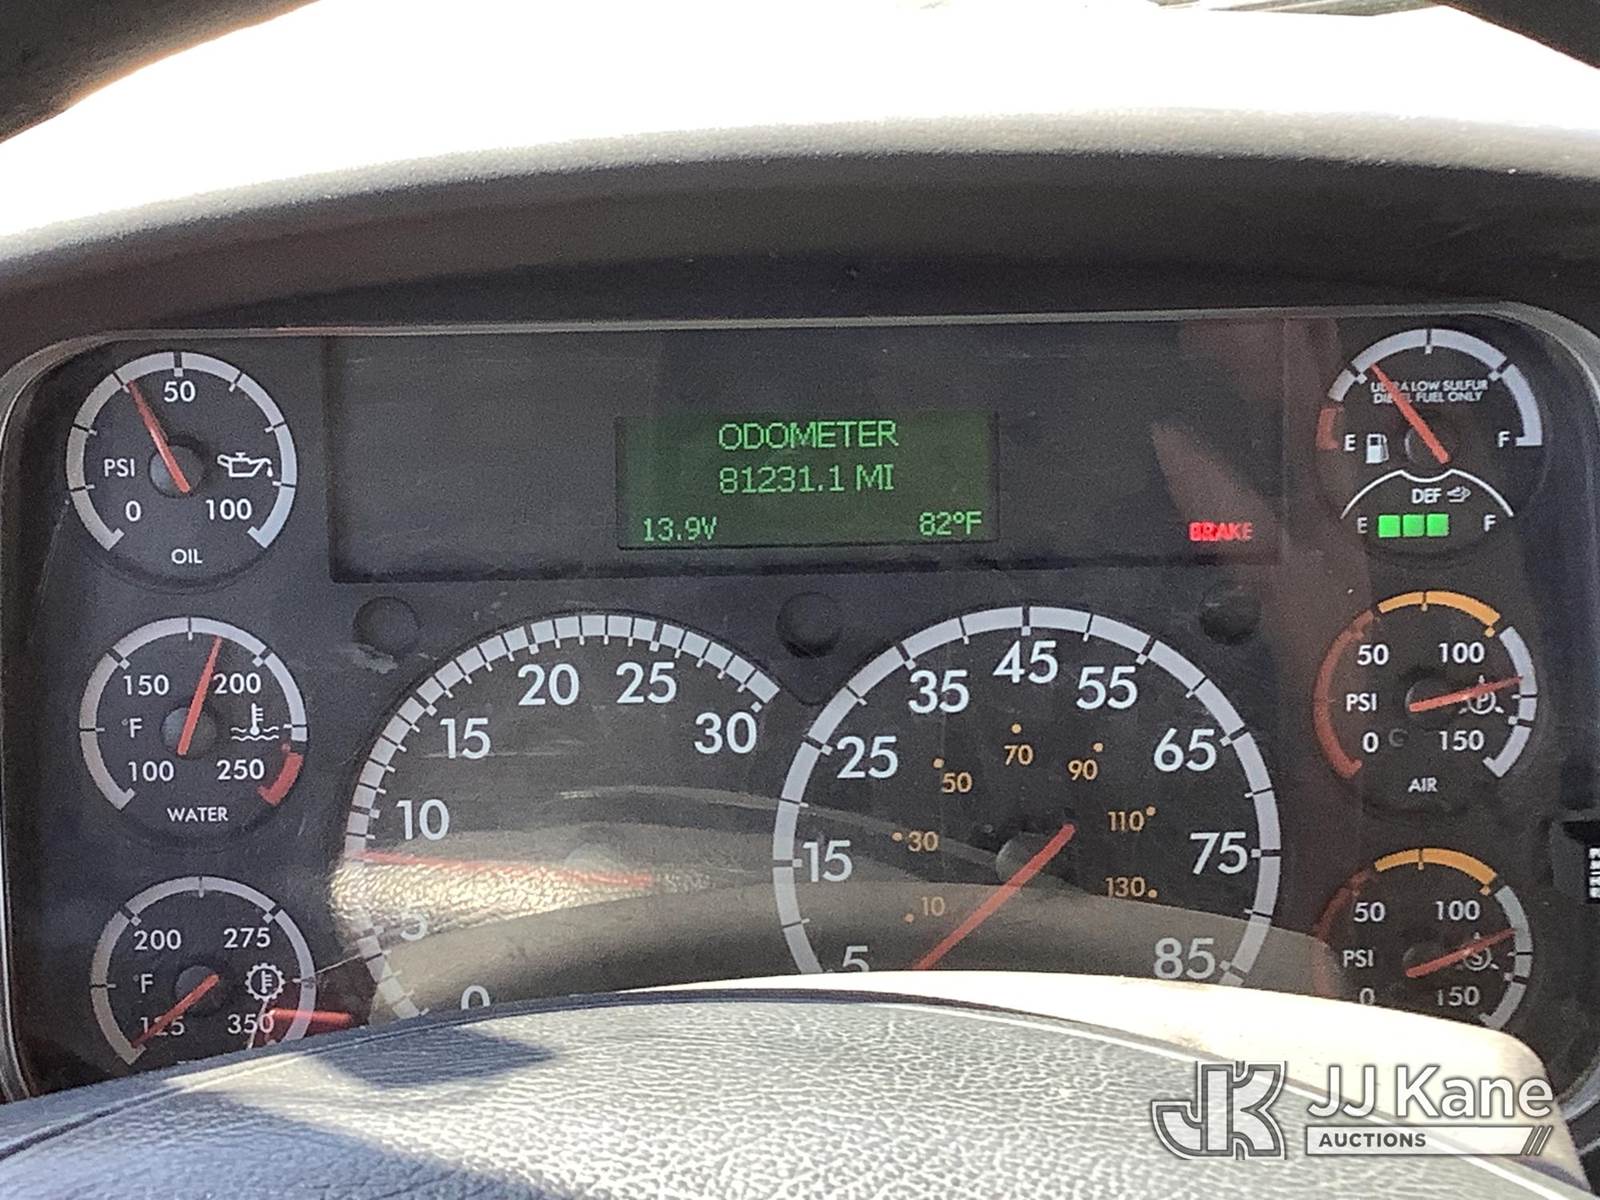 50
PSI
0 100
OIL
150 200
°F
100 250
WATER
200 275
°F
125 350
ODOMETER
81231.1 MI
13.9V 82°F
BRAKE
0 5 10 15 20 25 30
5 15 25 35 45 55 65 75 85
10 30 50 70 90 110 130
ULTRA LOW SULFUR
DIESEL FUEL ONLY
E F
DEF
E F
50 100
PSI P
0 150
AIR
50 100
PSI S
0 150
JK JJ Kane
AUCTIONS